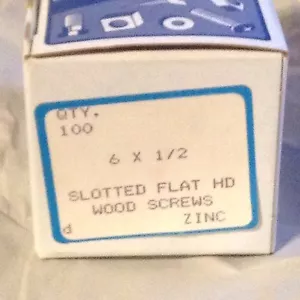 QTY.
100
6 X 1/2
SLOTTED FLAT HD
WOOD SCREWS
ZINC